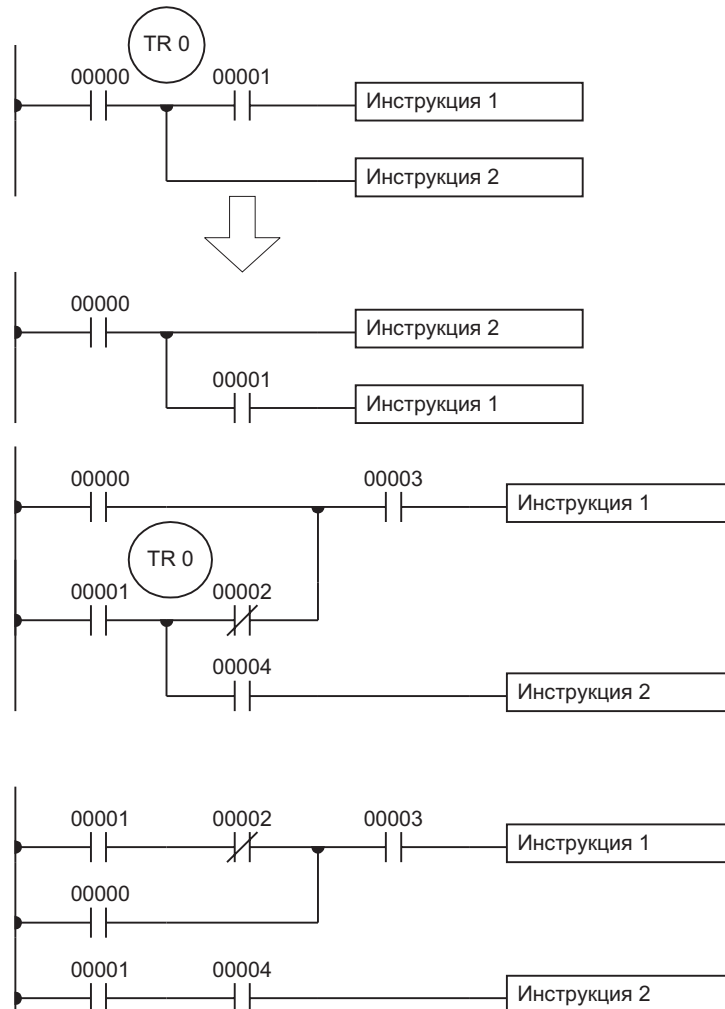 TR 0
00000 00001
Инструкция 1
Инструкция 2
00000
Инструкция 2
00001
Инструкция 1
00000 00003
Инструкция 1
TR 0
00001 00002
00004
Инструкция 2
00001 00002 00003
Инструкция 1
00000
00001 00004
Инструкция 2